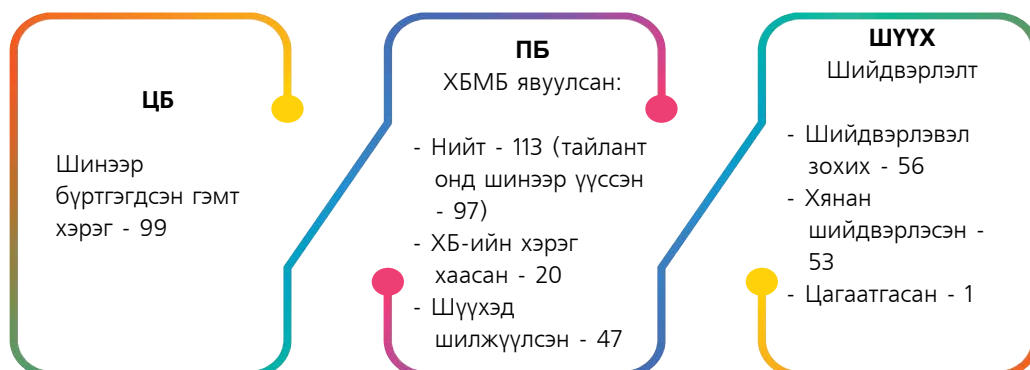 ЦБ
Шинээр
бүртгэгдсэн гэмт
хэрэг - 99
ПБ
ХБМБ явуулсан:
- Нийт - 113 (тайлант
онд шинээр үүссэн
- 97)
- ХБ-ийн хэрэг
хаасан - 20
- Шүүхэд
шилжүүлсэн - 47
ШҮҮХ
Шийдвэрлэлт
- Шийдвэрлэвэл
зохих - 56
- Хянан
шийдвэрлэсэн -
53
- Цагаатгасан - 1